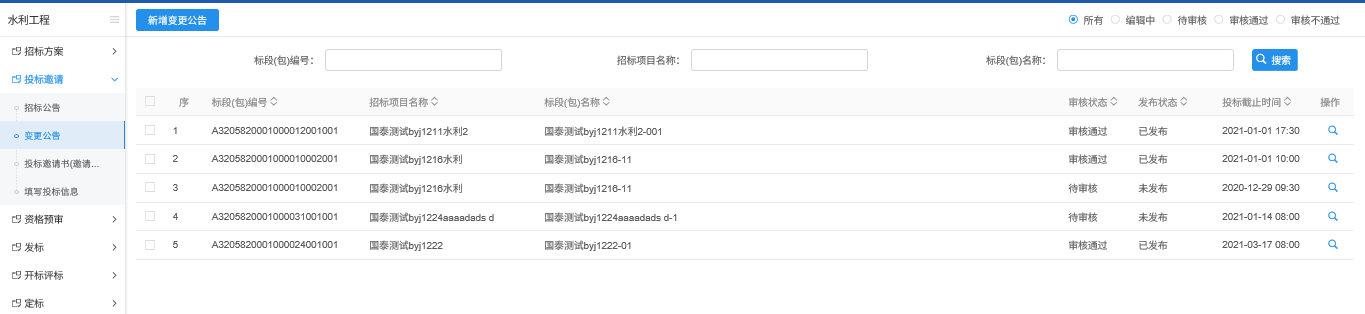 水利工程
招标方案
投标邀请
招标公告
变更公告
投标邀请书(邀请...
填写投标信息
资格预审
发标
开标评标
定标
新增变更公告
所有 编辑中 待审核 审核通过 审核不通过
标段(包)编号: 招标项目名称: 标段(包)名称: 搜索
序 标段(包)编号 招标项目名称 标段(包)名称 审核状态 发布状态 投标截止时间 操作
1 A3205820001000012001001 国泰测试byj1211水利2 国泰测试byj1211水利2-001 审核通过 已发布 2021-01-01 17:30
2 A3205820001000010002001 国泰测试byj1216水利 国泰测试byj1216-11 审核通过 已发布 2021-01-01 10:00
3 A3205820001000010002001 国泰测试byj1216水利 国泰测试byj1216-11 待审核 未发布 2020-12-29 09:30
4 A3205820001000031001001 国泰测试byj1224aaaadads d 国泰测试byj1224aaaadads d-1 待审核 未发布 2021-01-14 08:00
5 A3205820001000024001001 国泰测试byj1222 国泰测试byj1222-01 审核通过 已发布 2021-03-17 08:00